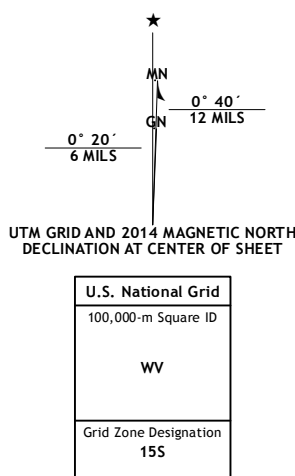 ★
MN
0° 40´
12 MILS
GN
0° 20´
6 MILS
UTM GRID AND 2014 MAGNETIC NORTH
DECLINATION AT CENTER OF SHEET
U.S. National Grid
100,000-m Square ID
WV
Grid Zone Designation
15S